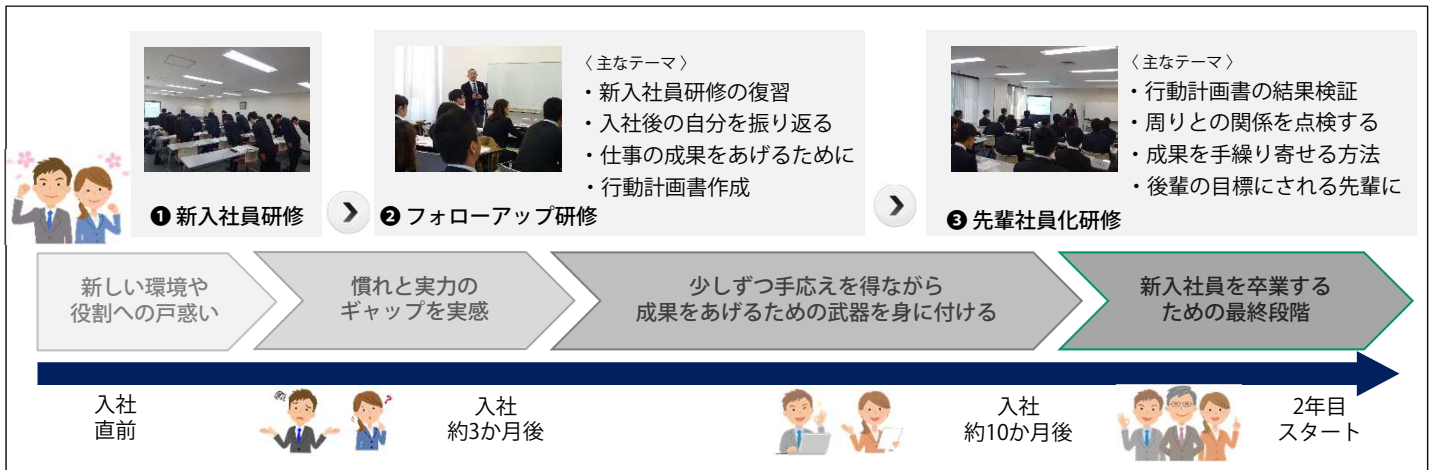 ❶ 新入社員研修
❷ フォローアップ研修
〈 主なテーマ 〉
・新入社員研修の復習
・入社後の自分を振り返る
・仕事の成果をあげるために
・行動計画書作成
❸ 先輩社員化研修
〈 主なテーマ 〉
・行動計画書の結果検証
・周りとの関係を点検する
・成果を手繰り寄せる方法
・後輩の目標にされる先輩に
新しい環境や
役割への戸惑い
慣れと実力の
ギャップを実感
少しずつ手応えを得ながら
成果をあげるための武器を身に付ける
新入社員を卒業する
ための最終段階
入社
直前
?
入社
約3か月後
入社
約10か月後
2年目
スタート